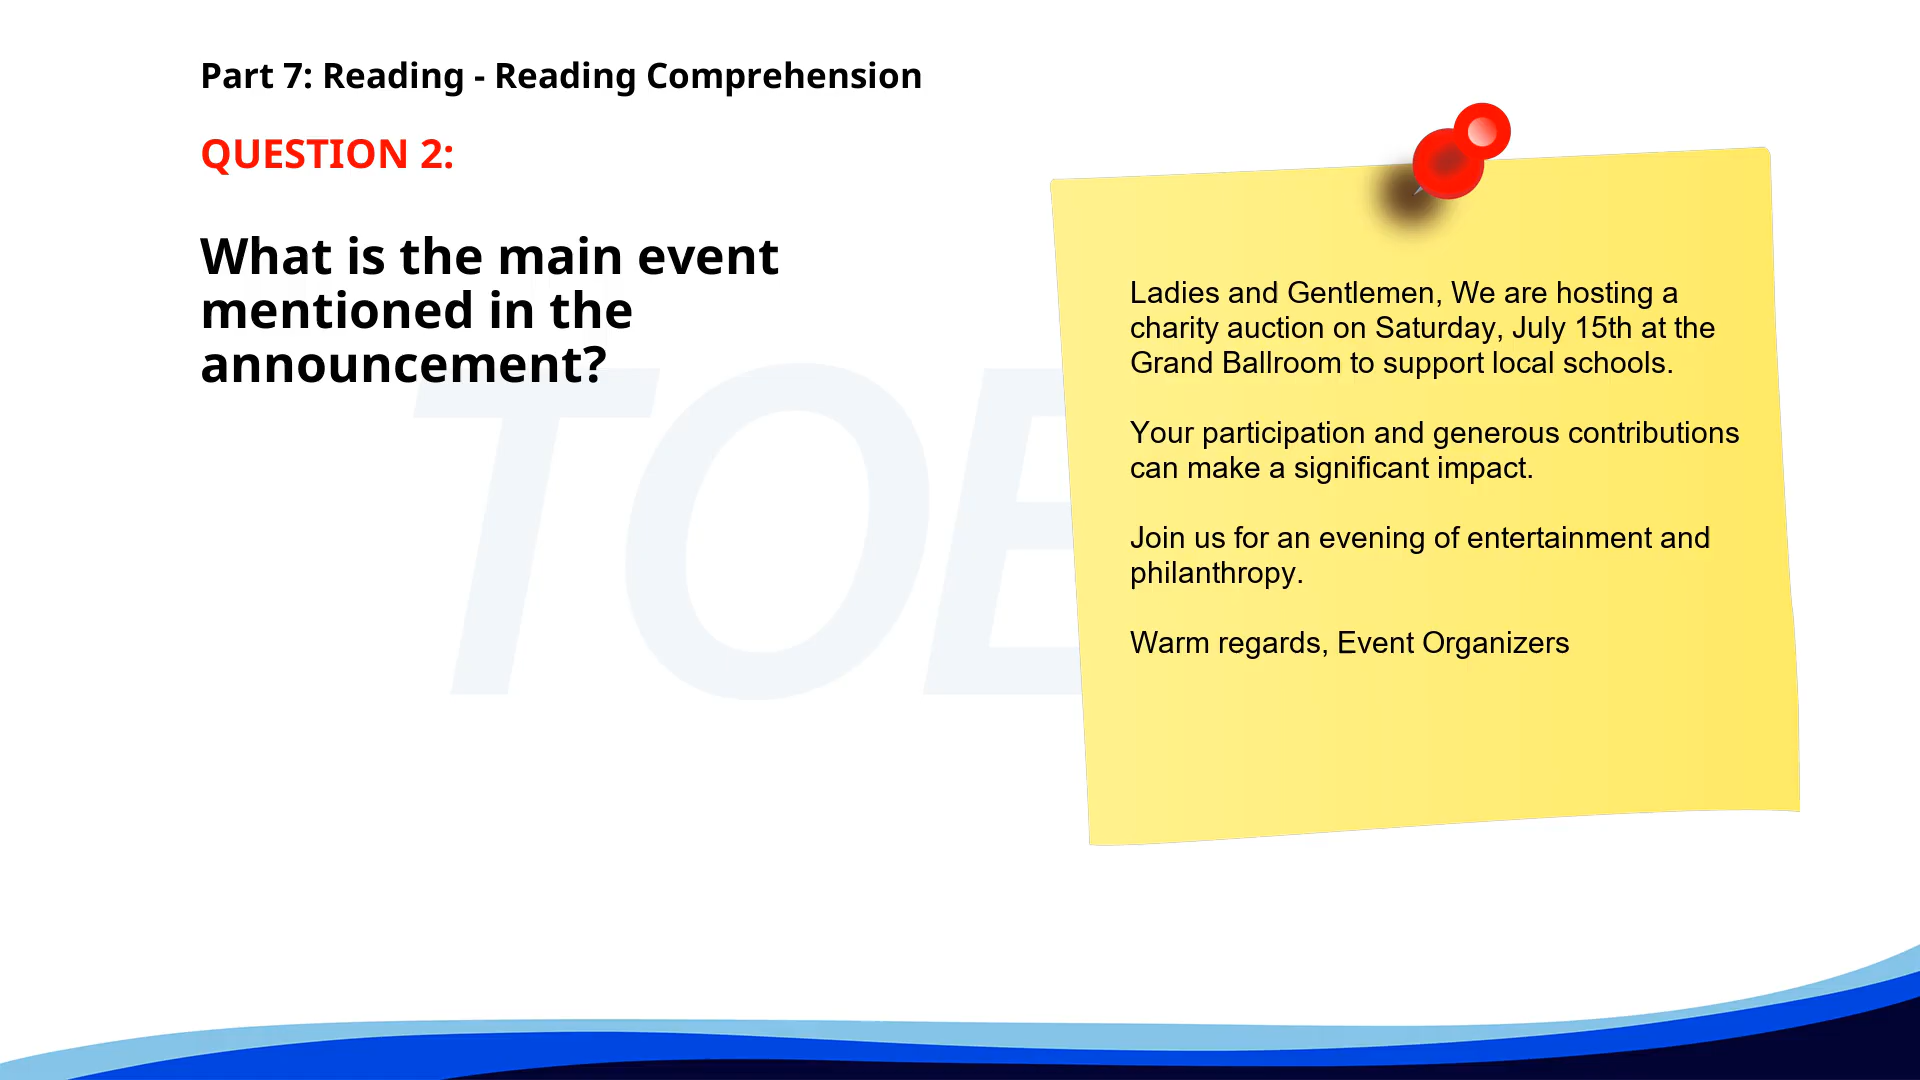 Part 7: Reading - Reading Comprehension
QUESTION 2:
What is the main event
mentioned in the
announcement?
TOE
Ladies and Gentlemen, We are hosting a
charity auction on Saturday, July 15th at the
Grand Ballroom to support local schools.
Your participation and generous contributions
can make a significant impact.
Join us for an evening of entertainment and
philanthropy.
Warm regards, Event Organizers